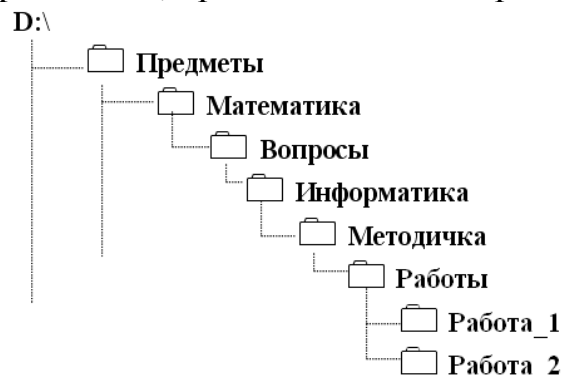 D:\
Предметы
Математика
Вопросы
Информатика
Методичка
Работы
Работа_1
Работа_2